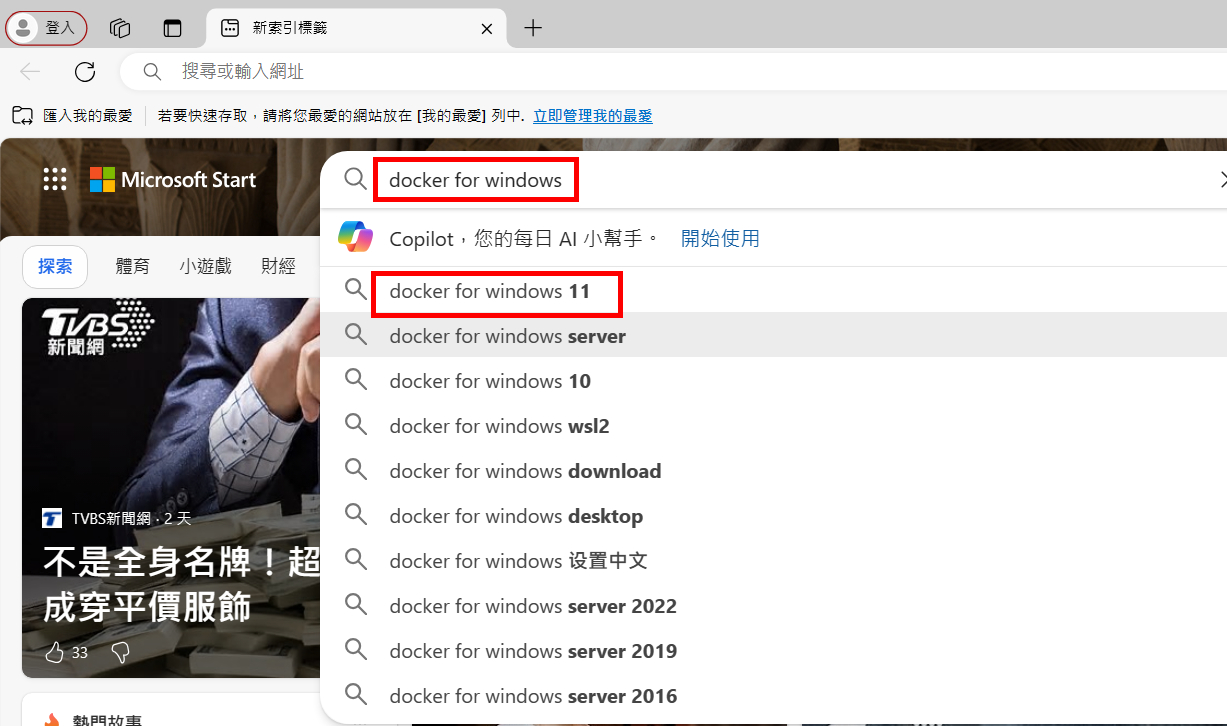 登入
新索引標籤
搜尋或輸入網址
匯入我的最愛
若要快速存取，請將您最愛的網站放在 [我的最愛] 列中. 立即管理我的最愛
Microsoft Start
docker for windows
Copilot，您的每日 AI 小幫手。 開始使用
探索 體育 小遊戲 財經
docker for windows 11
docker for windows server
docker for windows 10
docker for windows wsl2
docker for windows download
docker for windows desktop
docker for windows 设置中文
docker for windows server 2022
docker for windows server 2019
docker for windows server 2016
TVBS
新聞網
TVBS新聞網 · 2 天
不是全身名牌！超
成穿平價服飾
33
熱門故事